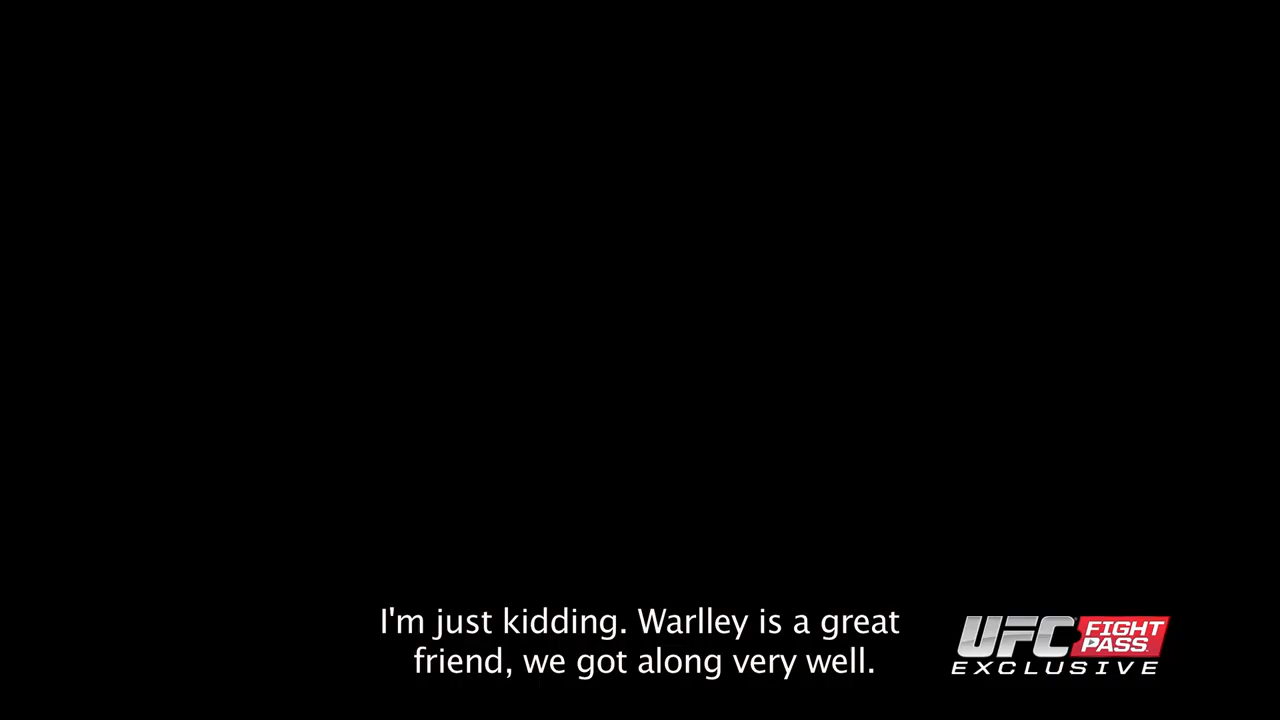 I'm just kidding. Warlley is a great
friend, we got along very well.
UFC FIGHT PASS
EXCLUSIVE